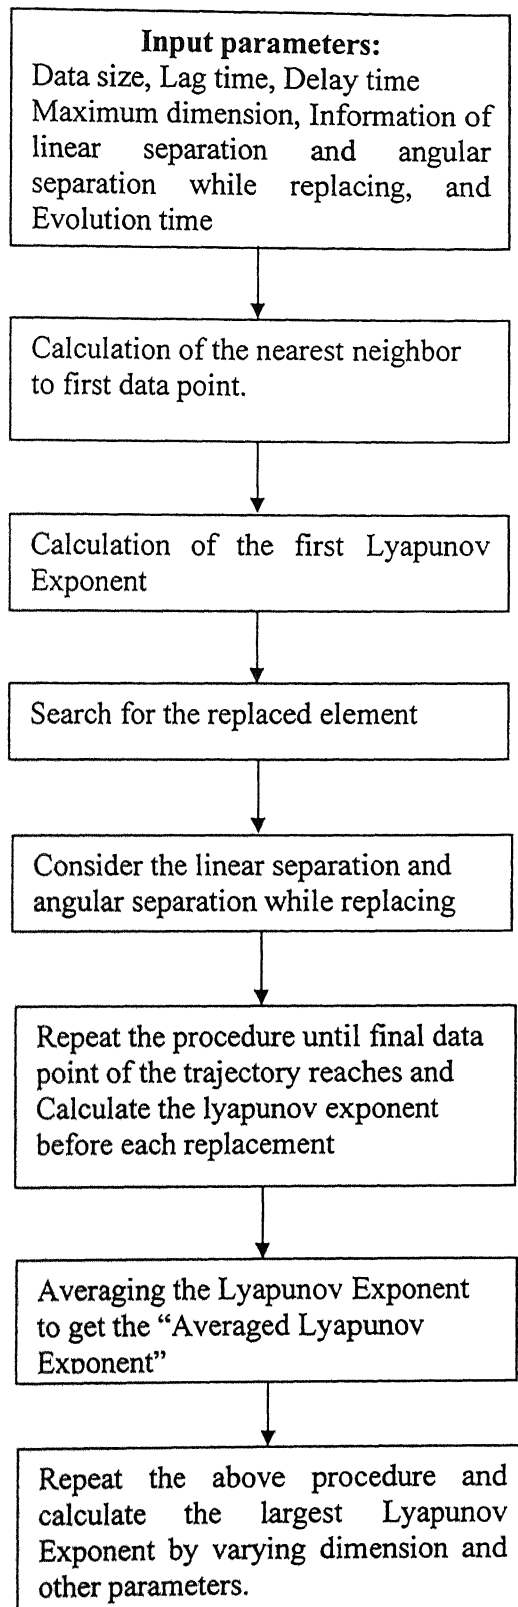 Input parameters:
Data size, Lag time, Delay time
Maximum dimension, Information of
linear separation and angular
separation while replacing, and
Evolution time
Calculation of the nearest neighbor
to first data point.
Calculation of the first Lyapunov
Exponent
Search for the replaced element
Consider the linear separation and
angular separation while replacing
Repeat the procedure until final data
point of the trajectory reaches and
Calculate the lyapunov exponent
before each replacement
Averaging the Lyapunov Exponent
to get the “Averaged Lyapunov
Exponent”
Repeat the above procedure and
calculate the largest Lyapunov
Exponent by varying dimension and
other parameters.